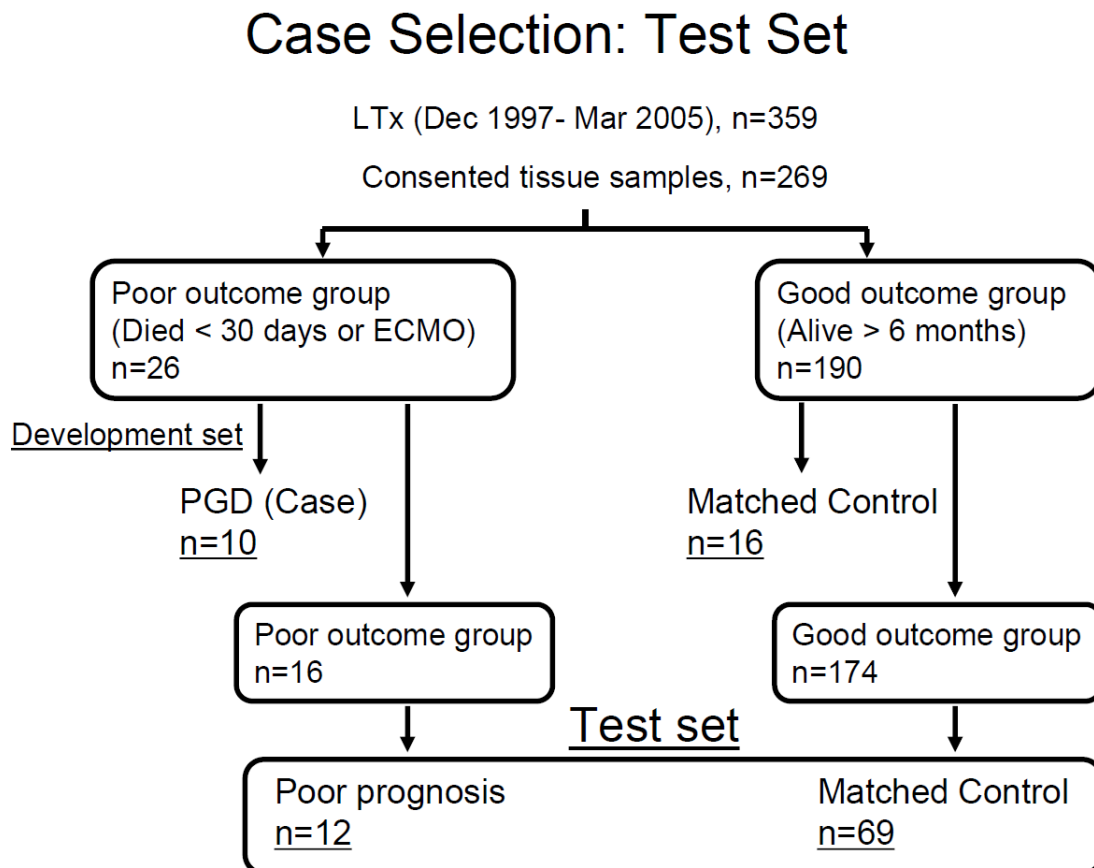 Case Selection: Test Set
LTx (Dec 1997- Mar 2005), n=359
Consented tissue samples, n=269
Poor outcome group
(Died < 30 days or ECMO)
n=26
Good outcome group
(Alive > 6 months)
n=190
Development set
PGD (Case)
n=10
Matched Control
n=16
Poor outcome group
n=16
Good outcome group
n=174
Test set
Poor prognosis
n=12
Matched Control
n=69